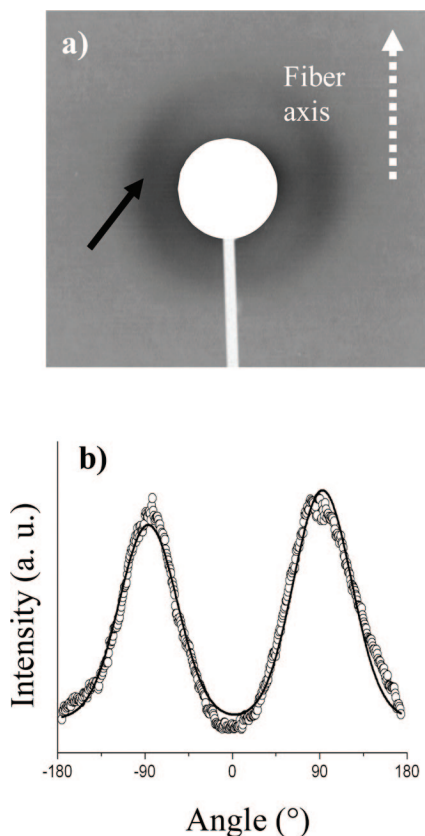 a)
Fiber
axis
b)
Intensity (a. u.)
-180 -90 0 90 180
Angle (°)